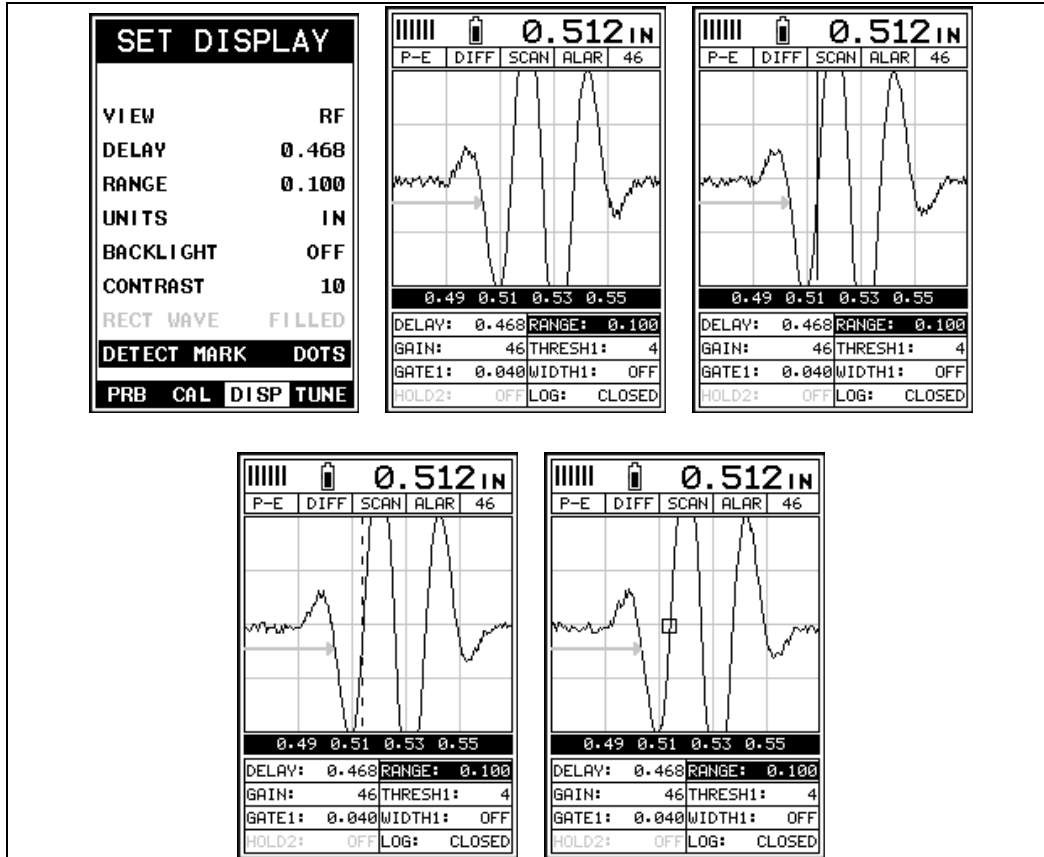 SET DISPLAY
VIEW RF
DELAY 0.468
RANGE 0.100
UNITS IN
BACKLIGHT OFF
CONTRAST 10
RECT WAVE FILLED
DETECT MARK DOTS
PRB CAL DISP TUNE
0.512 IN
P-E DIFF SCAN ALAR 46
0.49 0.51 0.53 0.55
DELAY: 0.468 RANGE: 0.100
GAIN: 46 THRESH1: 4
GATE1: 0.040 WIDTH1: OFF
HOLD2: OFF LOG: CLOSED
0.512 IN
P-E DIFF SCAN ALAR 46
0.49 0.51 0.53 0.55
DELAY: 0.468 RANGE: 0.100
GAIN: 46 THRESH1: 4
GATE1: 0.040 WIDTH1: OFF
HOLD2: OFF LOG: CLOSED
0.512 IN
P-E DIFF SCAN ALAR 46
0.49 0.51 0.53 0.55
DELAY: 0.468 RANGE: 0.100
GAIN: 46 THRESH1: 4
GATE1: 0.040 WIDTH1: OFF
HOLD2: OFF LOG: CLOSED
0.512 IN
P-E DIFF SCAN ALAR 46
0.49 0.51 0.53 0.55
DELAY: 0.468 RANGE: 0.100
GAIN: 46 THRESH1: 4
GATE1: 0.040 WIDTH1: OFF
HOLD2: OFF LOG: CLOSED